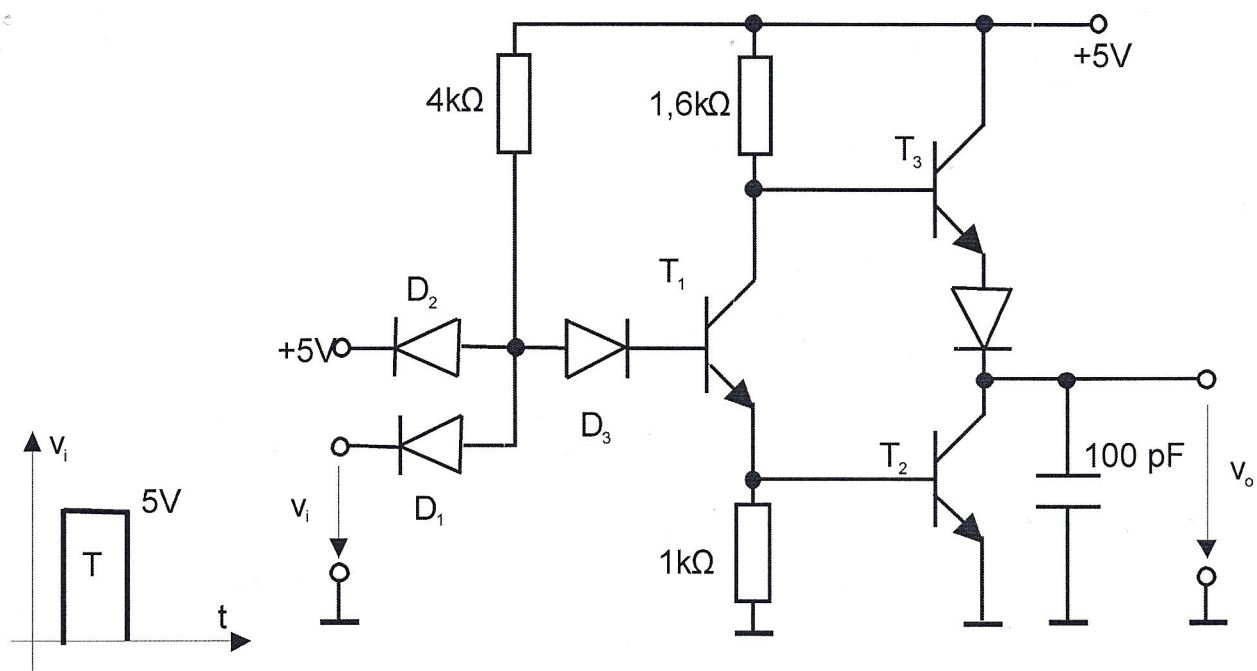 +5V
4kΩ
1,6kΩ
T3
T1
D2
+5V
D3
D1
vi
T2
100 pF
vo
1kΩ
vi
5V
T
t